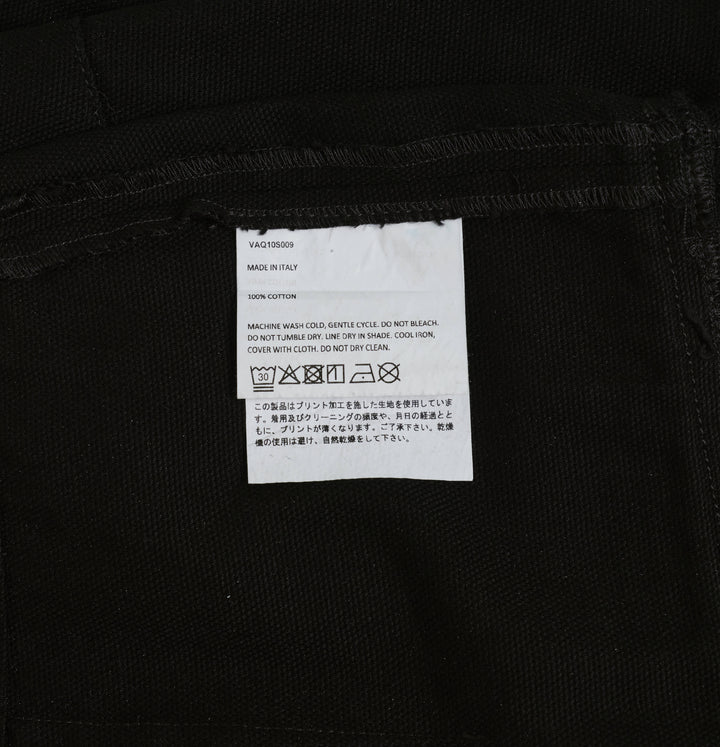 VAQ10S009
MADE IN ITALY
100% COTTON
MACHINE WASH COLD, GENTLE CYCLE. DO NOT BLEACH.
DO NOT TUMBLE DRY. LINE DRY IN SHADE. COOL IRON,
COVER WITH CLOTH. DO NOT DRY CLEAN.
30
この製品はプリント加工を施した生地を使用していま
す。着用及びクリーニングの頻度や、月日の経過とと
もに、プリントが薄くなります。ご了承下さい。乾燥
機の使用は避け、自然乾燥をして下さい。